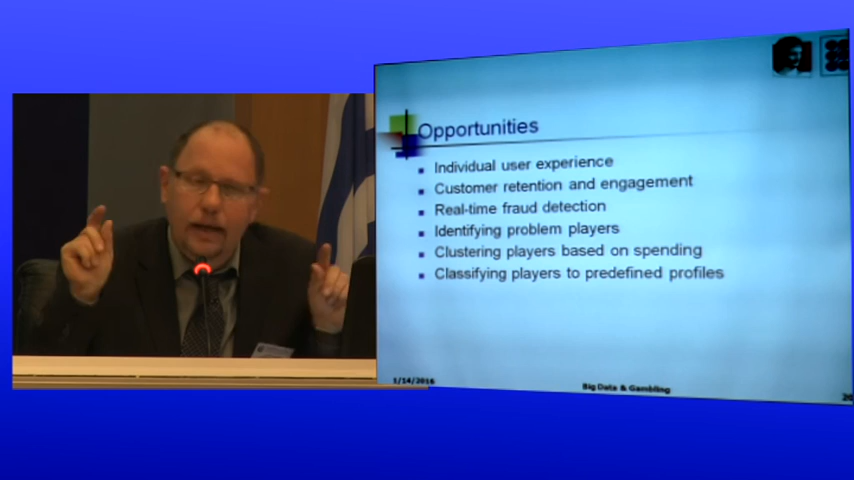 Opportunities
Individual user experience
Customer retention and engagement
Real-time fraud detection
Identifying problem players
Clustering players based on spending
Classifying players to predefined profiles
1/14/2016
Big Data & Gambling
20